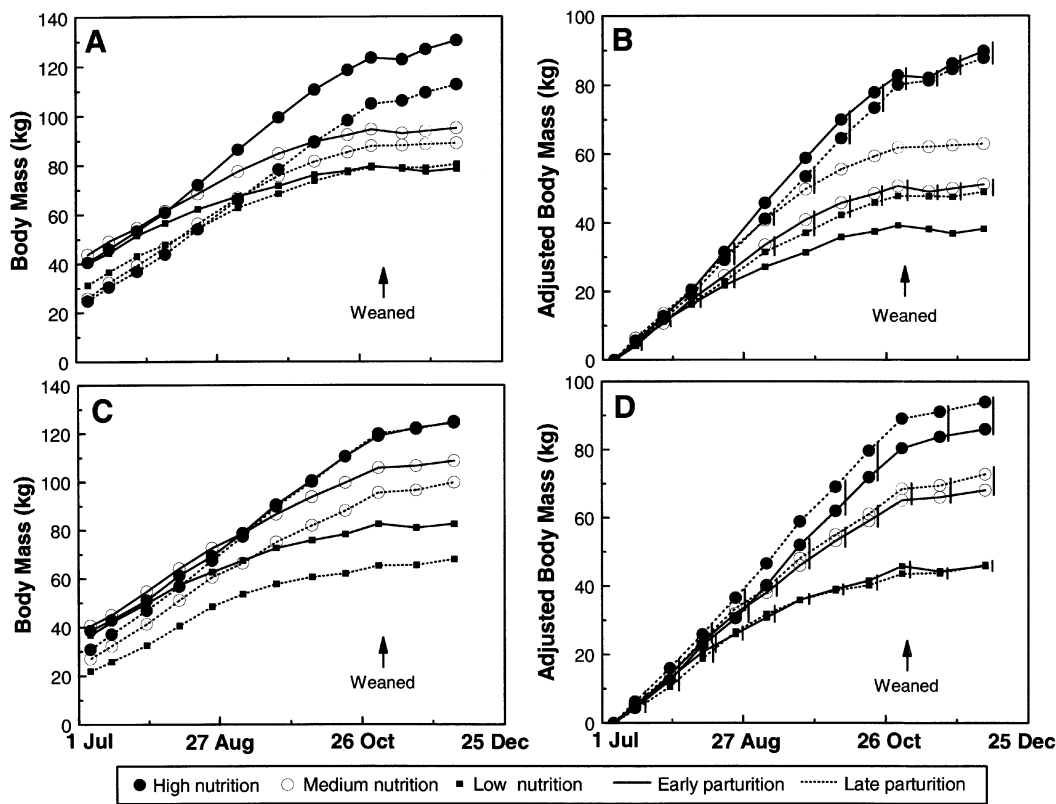 A
Body Mass (kg)
140
120
100
80
60
40
20
0
Weaned
B
Adjusted Body Mass (kg)
100
80
60
40
20
0
Weaned
C
Body Mass (kg)
140
120
100
80
60
40
20
0
Weaned
1 Jul 27 Aug 26 Oct 25 Dec
D
Adjusted Body Mass (kg)
100
80
60
40
20
0
Weaned
1 Jul 27 Aug 26 Oct 25 Dec
High nutrition Medium nutrition Low nutrition Early parturition Late parturition